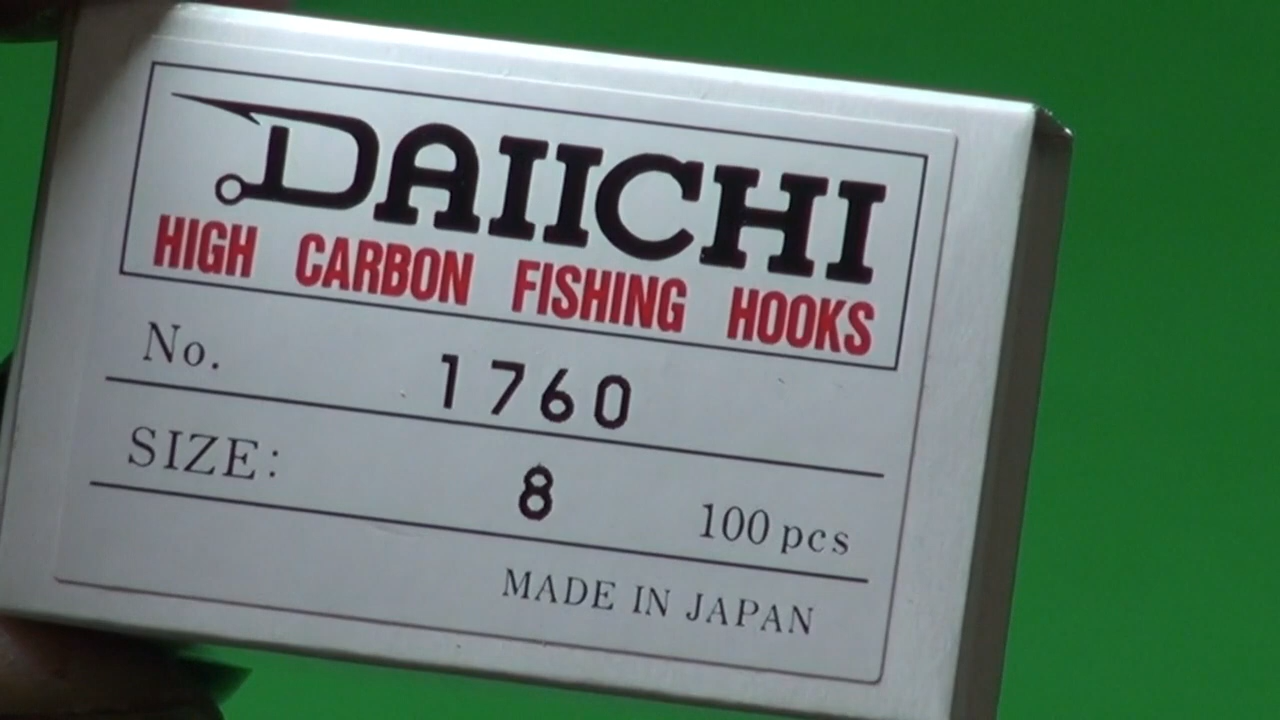 DAIICHI
HIGH CARBON FISHING HOOKS
No. 1760
SIZE: 8 100 pcs
MADE IN JAPAN